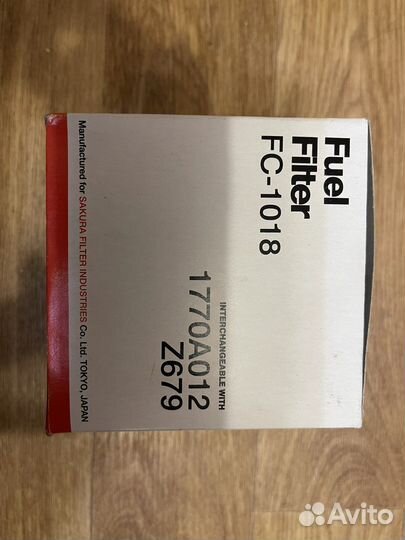 Fuel
Filter
FC-1018
INTERCHANGEABLE WITH
1770A012
Z679
Manufactured for SAKURA FILTER INDUSTRIES Co. Ltd. TOKYO, JAPAN
Avito